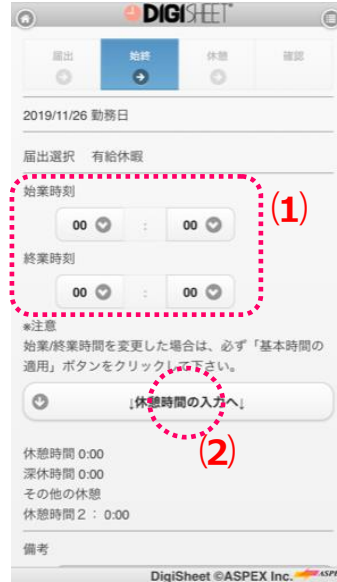 DIGISHEET
届出 始終 休憩 確認
2019/11/26 勤務日
届出選択 有給休暇
始業時刻
(1)
00 : 00
終業時刻
00 : 00
※注意
始業/終業時間を変更した場合は、必ず「基本時間の
適用」ボタンをクリックして下さい。
↓休憩時間の入力へ↓
(2)
休憩時間 0:00
深休時間 0:00
その他の休憩
休憩時間２： 0:00
備考
DigiSheet ©ASPEX Inc. ASPE